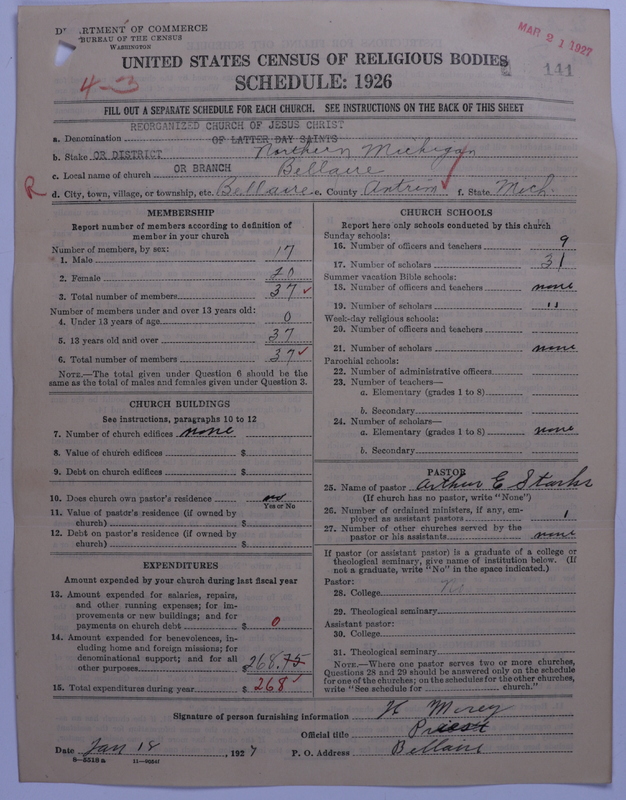 DEPARTMENT OF COMMERCE
BUREAU OF THE CENSUS
WASHINGTON
MAR 21 1927
UNITED STATES CENSUS OF RELIGIOUS BODIES
4-3
SCHEDULE: 1926
141
FILL OUT A SEPARATE SCHEDULE FOR EACH CHURCH. SEE INSTRUCTIONS ON THE BACK OF THIS SHEET
REORGANIZED CHURCH OF JESUS CHRIST
a. Denomination OF LATTER DAY SAINTS
b. Stake OR DISTRICT Northern Michigan
c. Local name of church OR BRANCH Bellaire
R d. City, town, village, or township, etc. Bellaire e. County Antrim f. State Mich.
MEMBERSHIP
Report number of members according to definition of member in your church
Number of members, by sex:
1. Male 17
2. Female 20
3. Total number of members 37
Number of members under and over 13 years old:
4. Under 13 years of age 0
5. 13 years old and over 37
6. Total number of members 37
NOTE.—The total given under Question 6 should be the same as the total of males and females given under Question 3.
CHURCH BUILDINGS
See instructions, paragraphs 10 to 12
7. Number of church edifices none
8. Value of church edifices $
9. Debt on church edifices $
10. Does church own pastor's residence no
Yes or No
11. Value of pastor's residence (if owned by church) $
12. Debt on pastor's residence (if owned by church) $
EXPENDITURES
Amount expended by your church during last fiscal year
13. Amount expended for salaries, repairs, and other running expenses; for improvements or new buildings; and for payments on church debt $ 0
14. Amount expended for benevolences, including home and foreign missions; for denominational support; and for all other purposes 268.75
15. Total expenditures during year $ 268
CHURCH SCHOOLS
Report here only schools conducted by this church
Sunday schools:
16. Number of officers and teachers 9
17. Number of scholars 31
Summer vacation Bible schools:
18. Number of officers and teachers none
19. Number of scholars "
Week-day religious schools:
20. Number of officers and teachers
21. Number of scholars none
Parochial schools:
22. Number of administrative officers
23. Number of teachers—
a. Elementary (grades 1 to 8)
b. Secondary
24. Number of scholars—
a. Elementary (grades 1 to 8) none
b. Secondary
PASTOR
25. Name of pastor Arthur E Starks
(If church has no pastor, write "None")
26. Number of ordained ministers, if any, employed as assistant pastors 1
27. Number of other churches served by the pastor or his assistants none
If pastor (or assistant pastor) is a graduate of a college or theological seminary, give name of institution below. (If not a graduate, write "No" in the space indicated.)
Pastor:
28. College No
29. Theological seminary
Assistant pastor:
30. College
31. Theological seminary
NOTE.—Where one pastor serves two or more churches, Questions 28 and 29 should be answered only on the schedule for one of the churches; on the schedules for the other churches, write "See schedule for church."
Signature of person furnishing information
Official title Priest
Date Jan 18, 1927 P. O. Address Bellaire
8—5518a 11—9054f